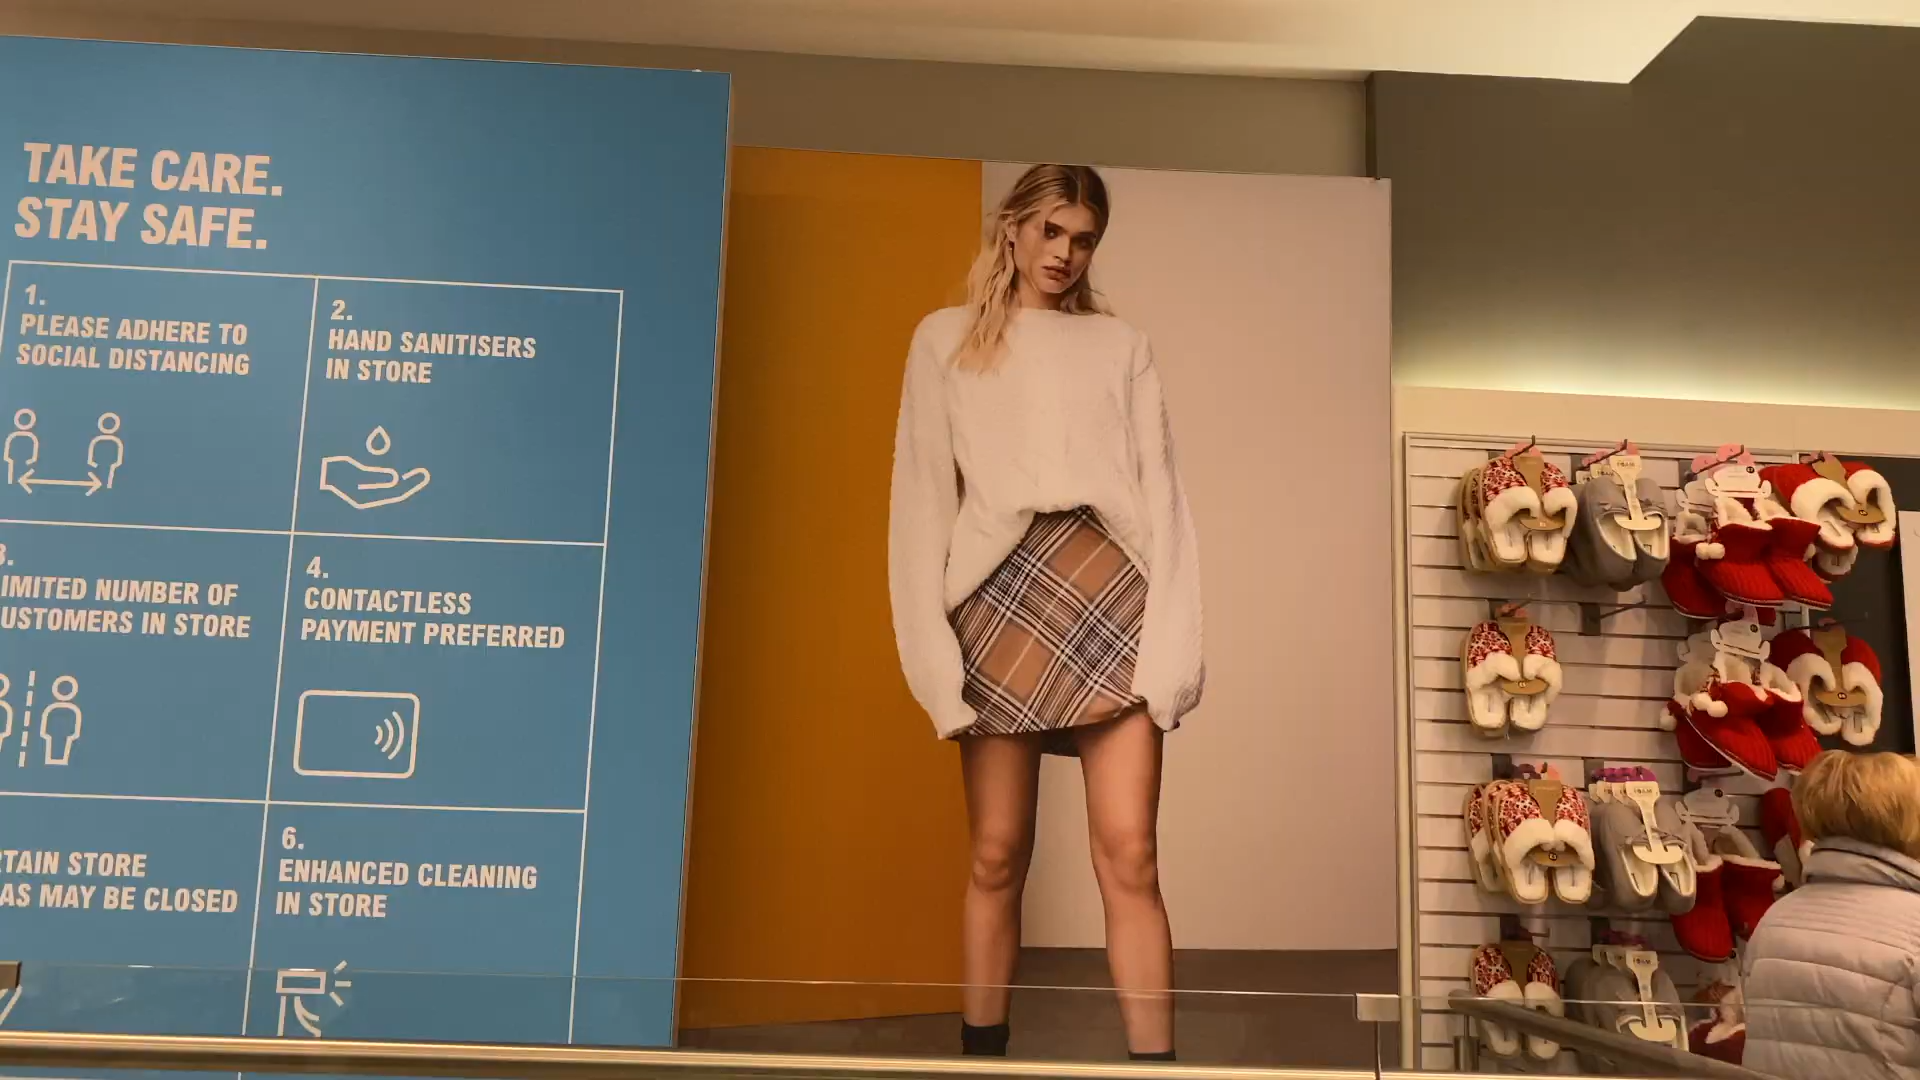 TAKE CARE.
STAY SAFE.
1.
PLEASE ADHERE TO
SOCIAL DISTANCING
2.
HAND SANITISERS
IN STORE
3.
IMITED NUMBER OF
USTOMERS IN STORE
4.
CONTACTLESS
PAYMENT PREFERRED
RTAIN STORE
AS MAY BE CLOSED
6.
ENHANCED CLEANING
IN STORE